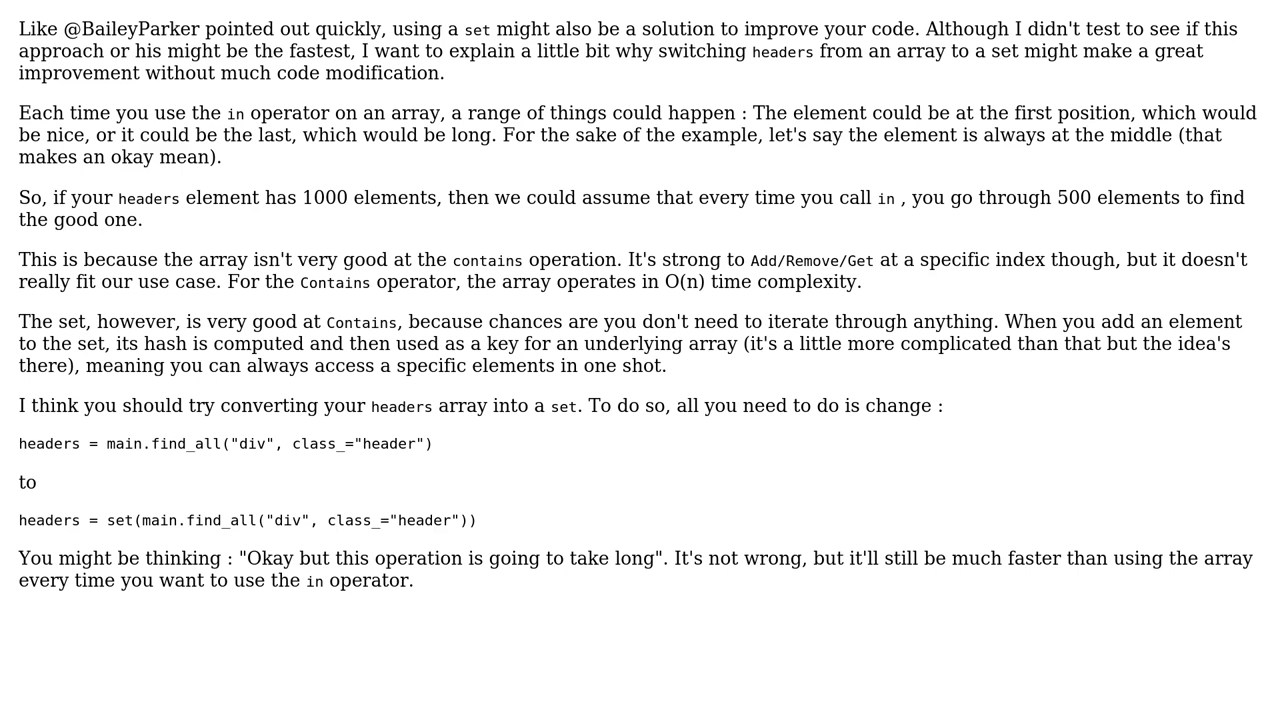 Like @BaileyParker pointed out quickly, using a set might also be a solution to improve your code. Although I didn't test to see if this
approach or his might be the fastest, I want to explain a little bit why switching headers from an array to a set might make a great
improvement without much code modification.
Each time you use the in operator on an array, a range of things could happen : The element could be at the first position, which would
be nice, or it could be the last, which would be long. For the sake of the example, let's say the element is always at the middle (that
makes an okay mean).
So, if your headers element has 1000 elements, then we could assume that every time you call in , you go through 500 elements to find
the good one.
This is because the array isn't very good at the contains operation. It's strong to Add/Remove/Get at a specific index though, but it doesn't
really fit our use case. For the Contains operator, the array operates in O(n) time complexity.
The set, however, is very good at Contains, because chances are you don't need to iterate through anything. When you add an element
to the set, its hash is computed and then used as a key for an underlying array (it's a little more complicated than that but the idea's
there), meaning you can always access a specific elements in one shot.
I think you should try converting your headers array into a set. To do so, all you need to do is change :
headers = main.find_all("div", class_="header")
to
headers = set(main.find_all("div", class_="header"))
You might be thinking : "Okay but this operation is going to take long". It's not wrong, but it'll still be much faster than using the array
every time you want to use the in operator.